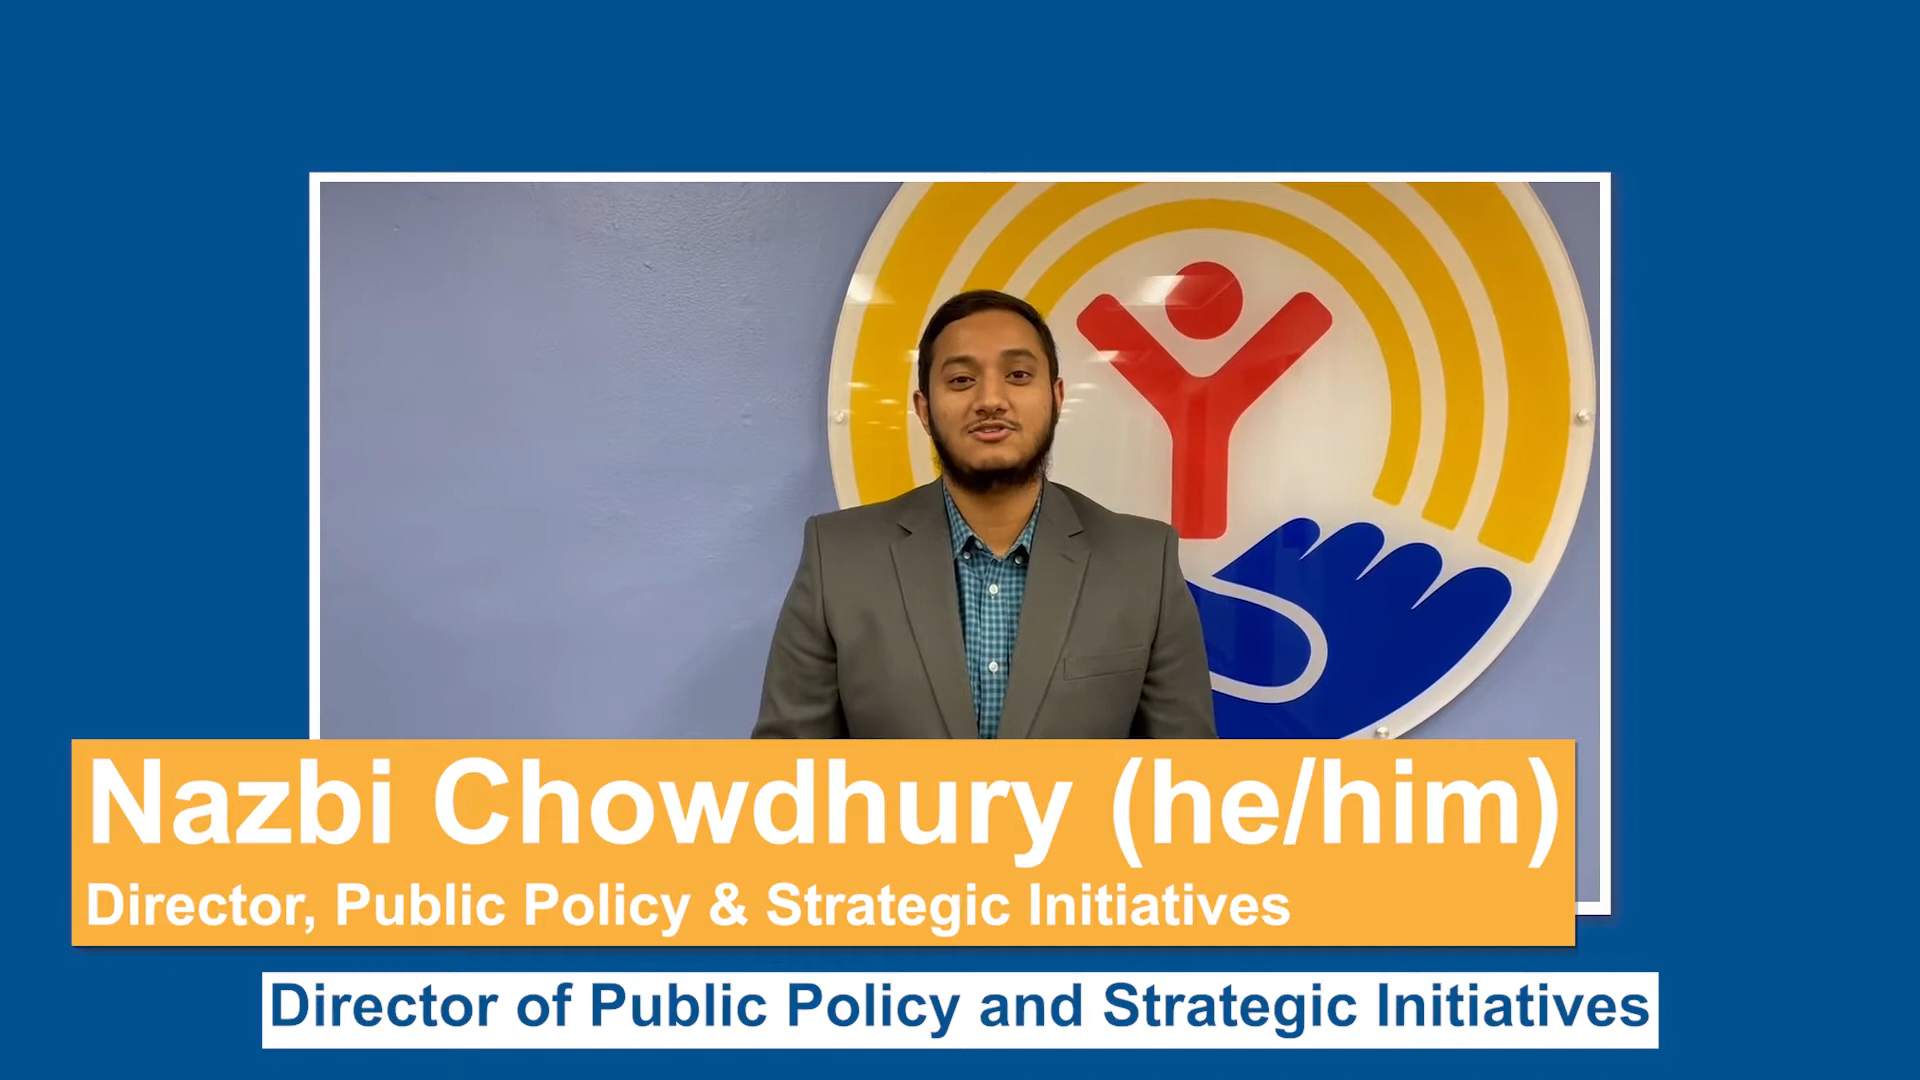 Nazbi Chowdhury (he/him)
Director, Public Policy & Strategic Initiatives
Director of Public Policy and Strategic Initiatives